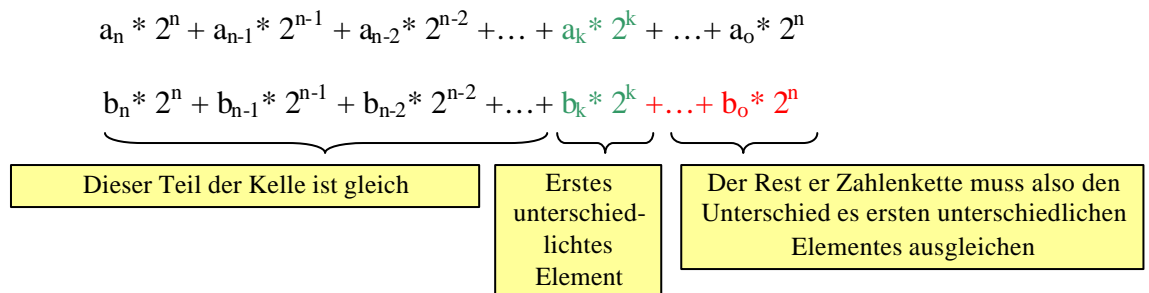 aₙ * 2ⁿ + aₙ₋₁* 2ⁿ⁻¹ + aₙ₋₂* 2ⁿ⁻² +… + aₖ* 2ᵏ + …+ aₒ* 2ⁿ
bₙ* 2ⁿ + bₙ₋₁* 2ⁿ⁻¹ + bₙ₋₂* 2ⁿ⁻² +…+ bₖ* 2ᵏ +…+ bₒ* 2ⁿ
Dieser Teil der Kelle ist gleich
Erstes
unterschied-
lichtes
Element
Der Rest er Zahlenkette muss also den
Unterschied es ersten unterschiedlichen
Elementes ausgleichen